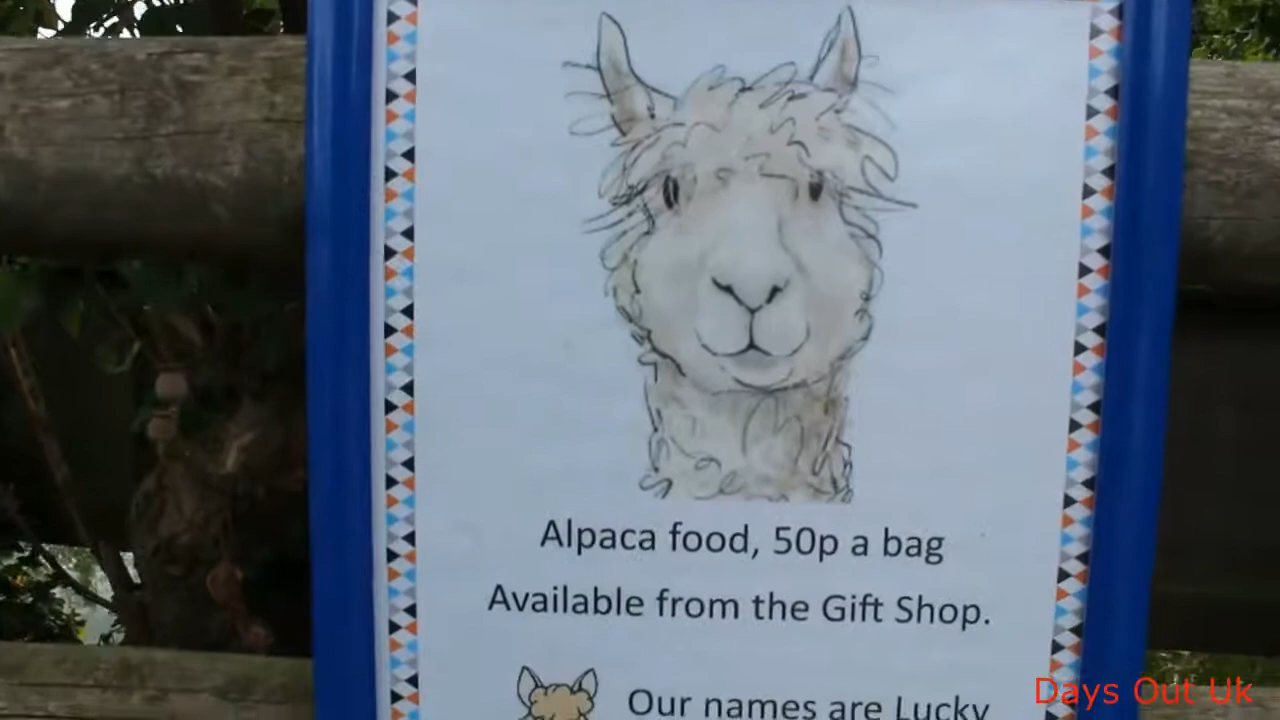 Alpaca food, 50p a bag
Available from the Gift Shop.
Our names are Lucky
Days Out Uk